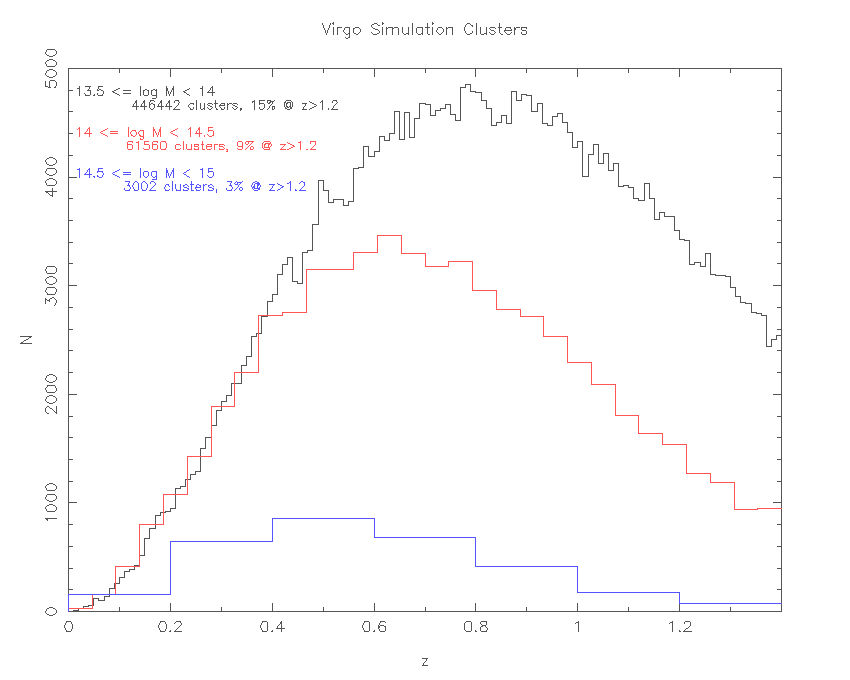 Virgo Simulation Clusters
13.5 <= log M < 14
446442 clusters, 15% @ z>1.2
14 <= log M < 14.5
61560 clusters, 9% @ z>1.2
14.5 <= log M < 15
3002 clusters, 3% @ z>1.2
5000
4000
3000
2000
1000
0
N
0 0.2 0.4 0.6 0.8 1 1.2
z